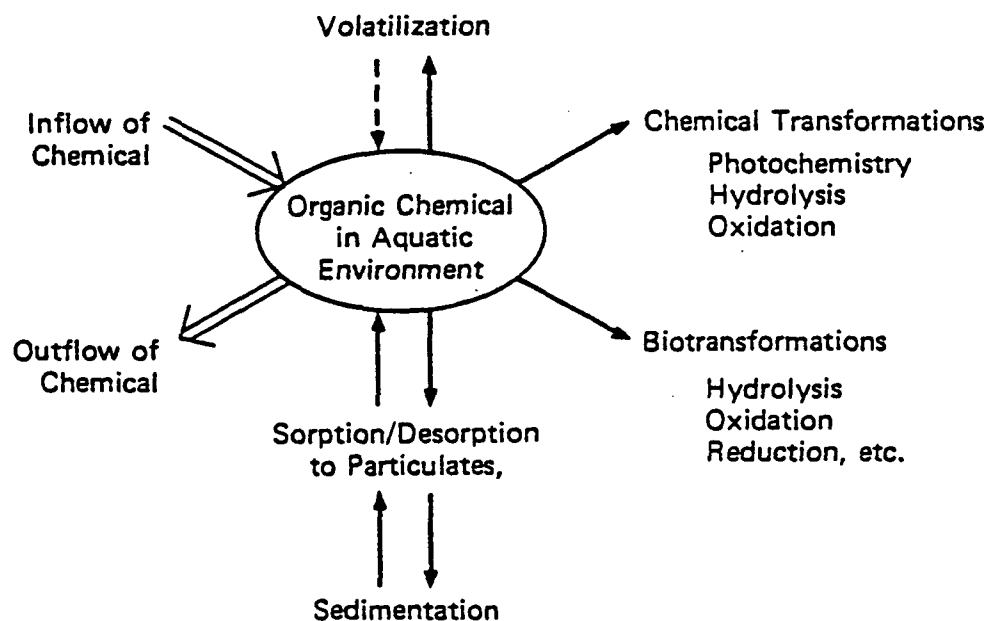 Volatilization
Inflow of
Chemical
Chemical Transformations
Photochemistry
Hydrolysis
Oxidation
Organic Chemical
in Aquatic
Environment
Outflow of
Chemical
Biotransformations
Hydrolysis
Oxidation
Reduction, etc.
Sorption/Desorption
to Particulates,
Sedimentation